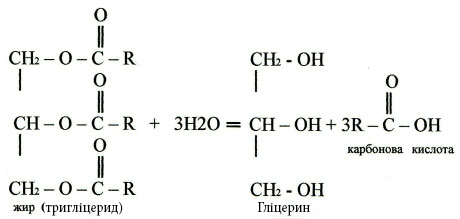 O
CH2 – O – C – R CH2 - OH
O O
CH – O – C – R + 3H2O = CH – OH + 3R – C – OH
O карбонова кислота
CH2 – O – C – R CH2 – OH
жир (тригліцерид) Гліцерин